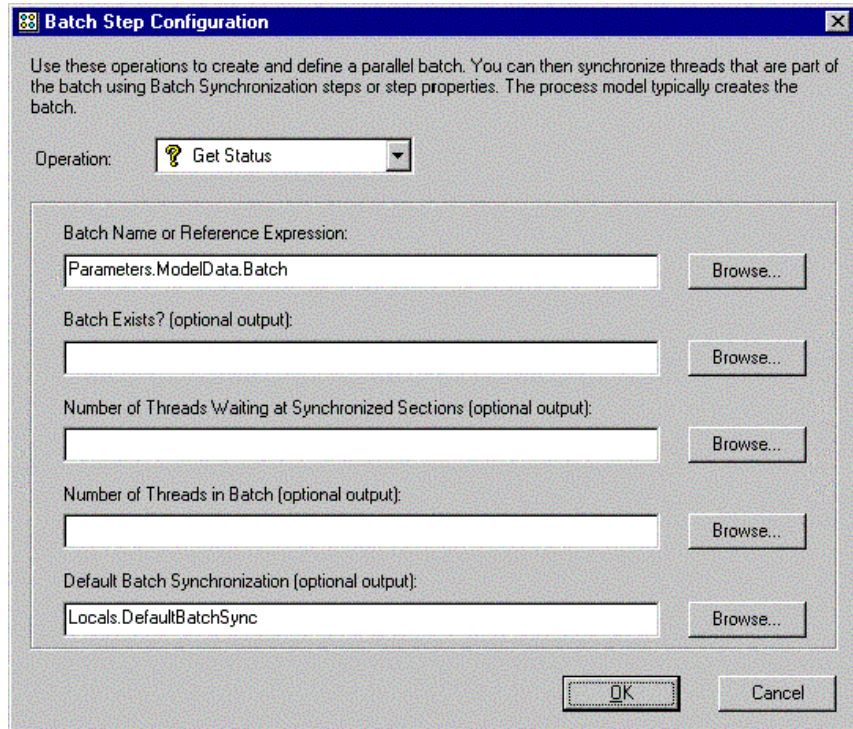 Batch Step Configuration
Use these operations to create and define a parallel batch. You can then synchronize threads that are part of
the batch using Batch Synchronization steps or step properties. The process model typically creates the
batch.
Operation:
Get Status
Batch Name or Reference Expression:
Parameters.ModelData.Batch
Browse...
Batch Exists? (optional output):
Browse...
Number of Threads Waiting at Synchronized Sections (optional output):
Browse...
Number of Threads in Batch (optional output):
Browse...
Default Batch Synchronization (optional output):
Locals.DefaultBatchSync
Browse...
OK
Cancel